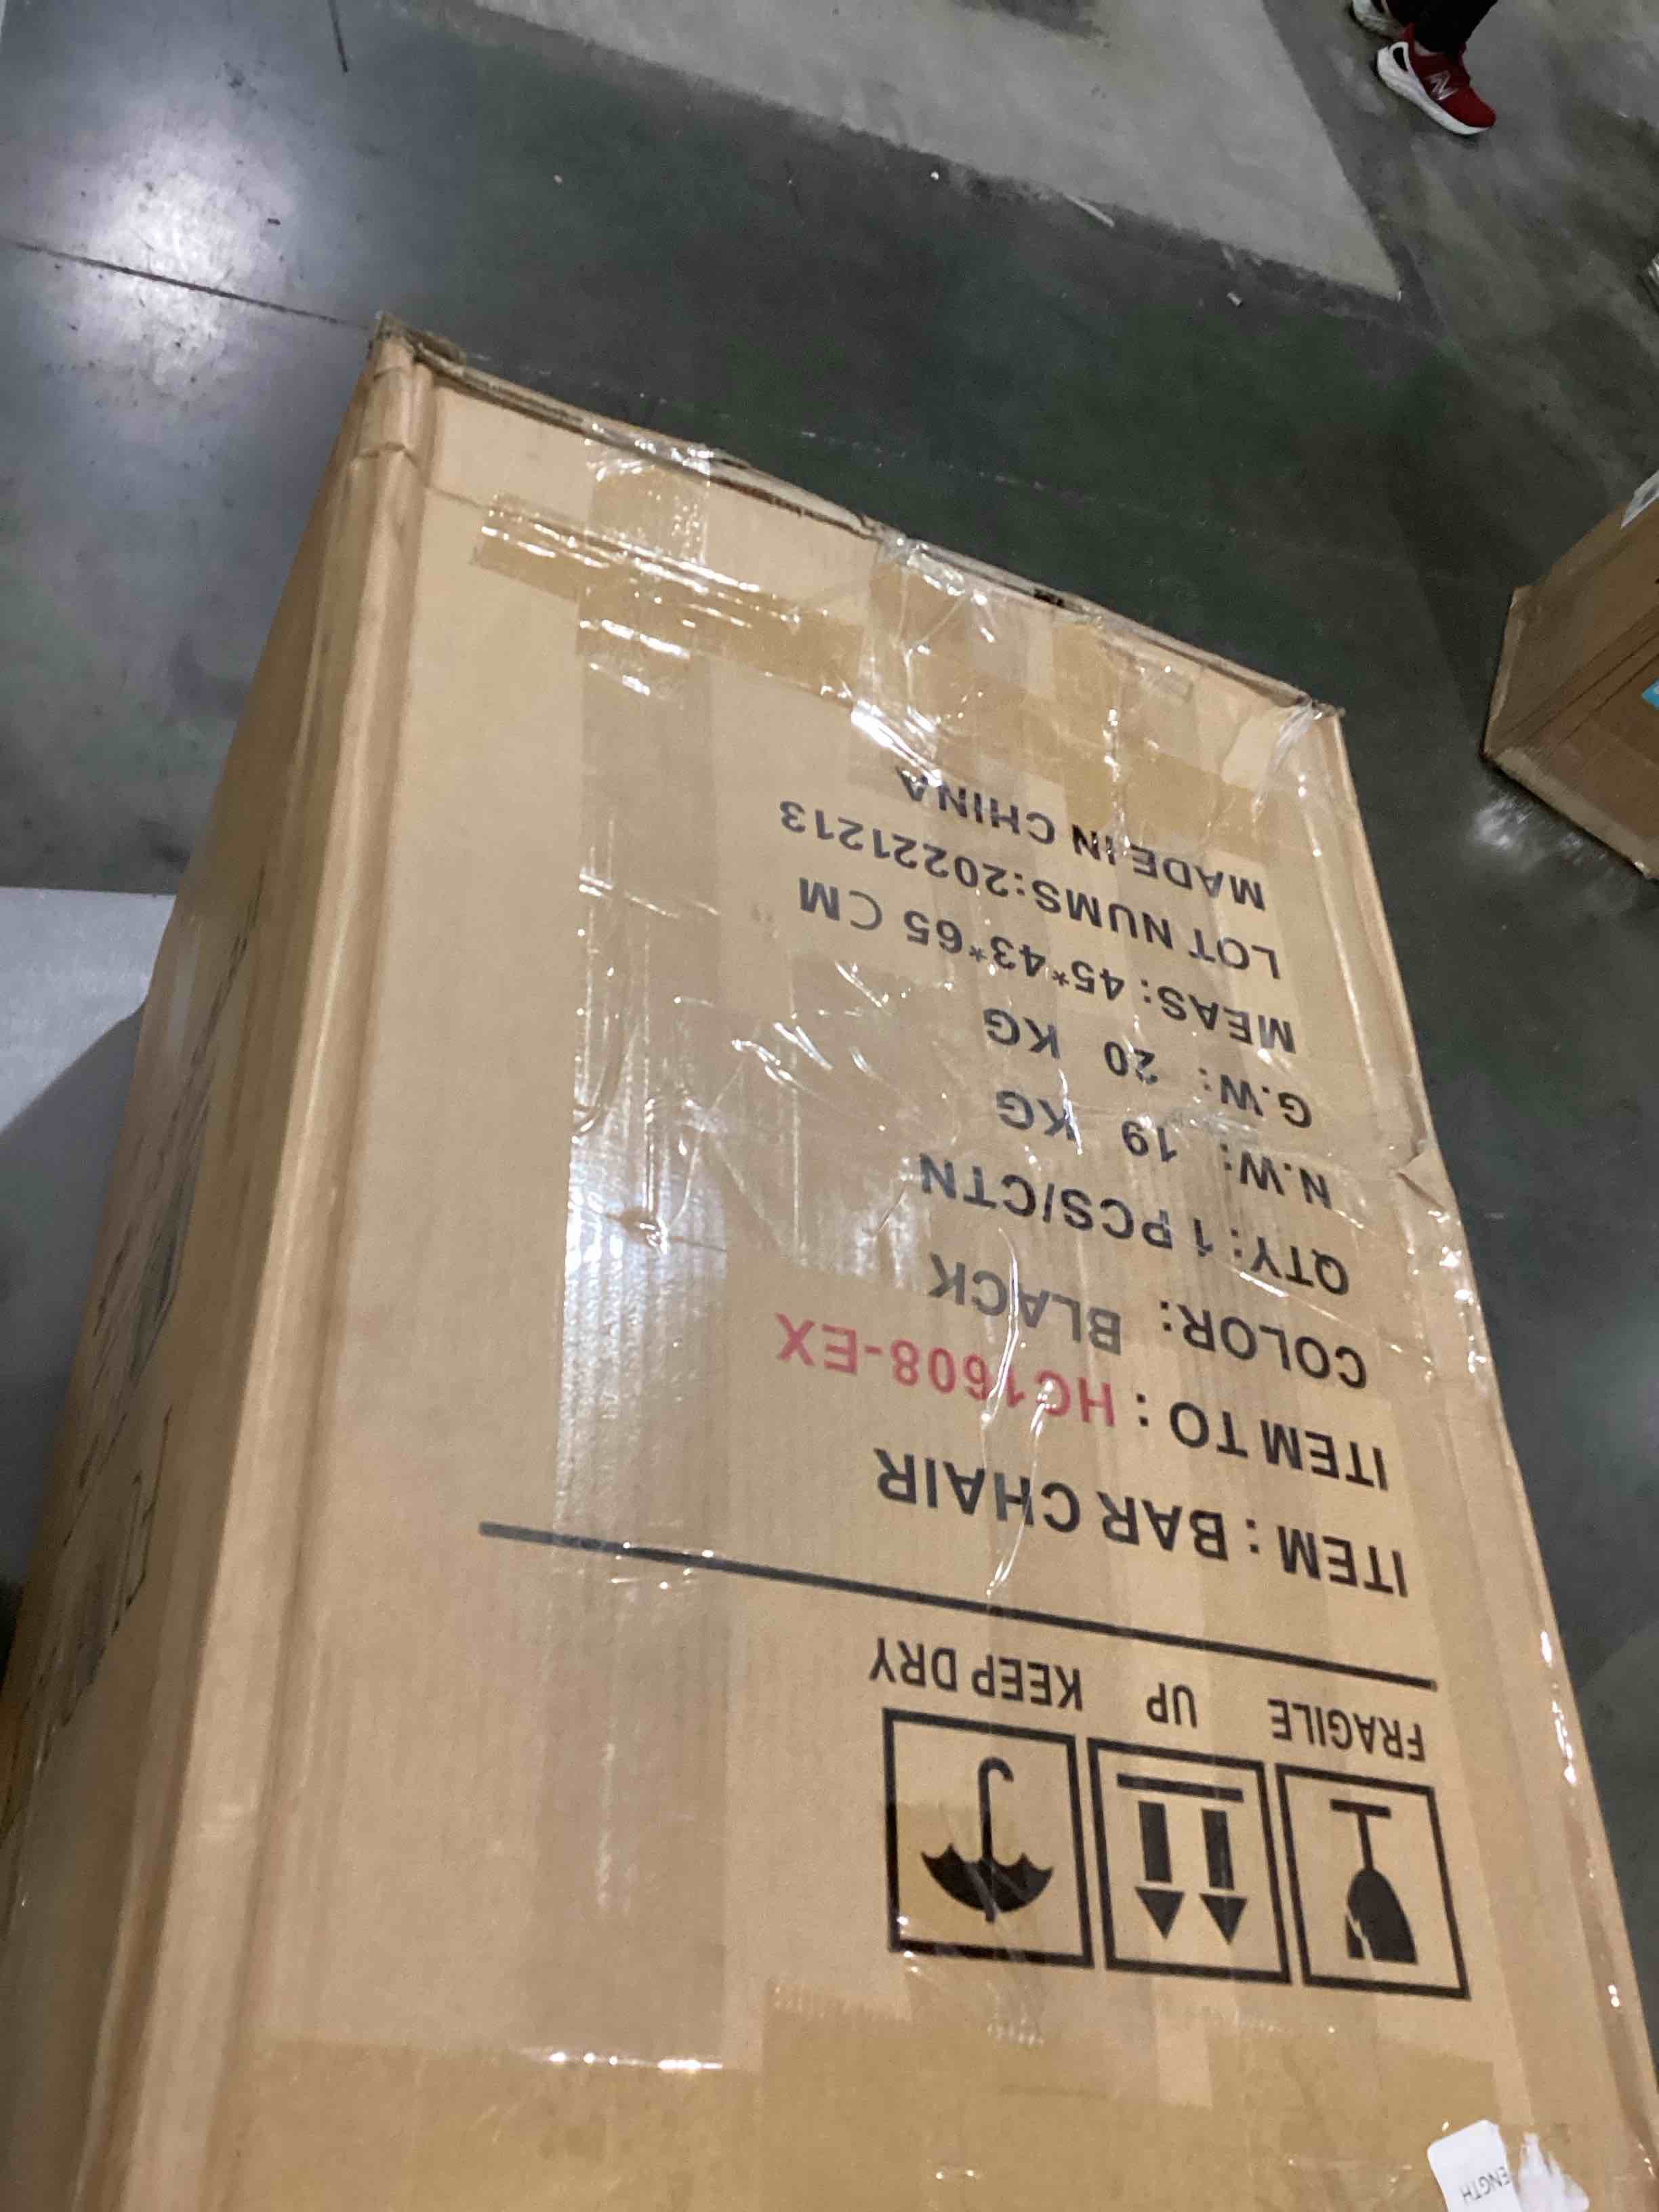 FRAGILE UP KEEP DRY
ITEM : BAR CHAIR
ITEM TO : HC1608-EX
COLOR: BLACK
QTY: 1 PCS/CTN
N.W: 19 KG
G.W: 20 KG
MEAS: 45*43*65 CM
LOT NUMS:20221213
MADE IN CHINA
ENGTH